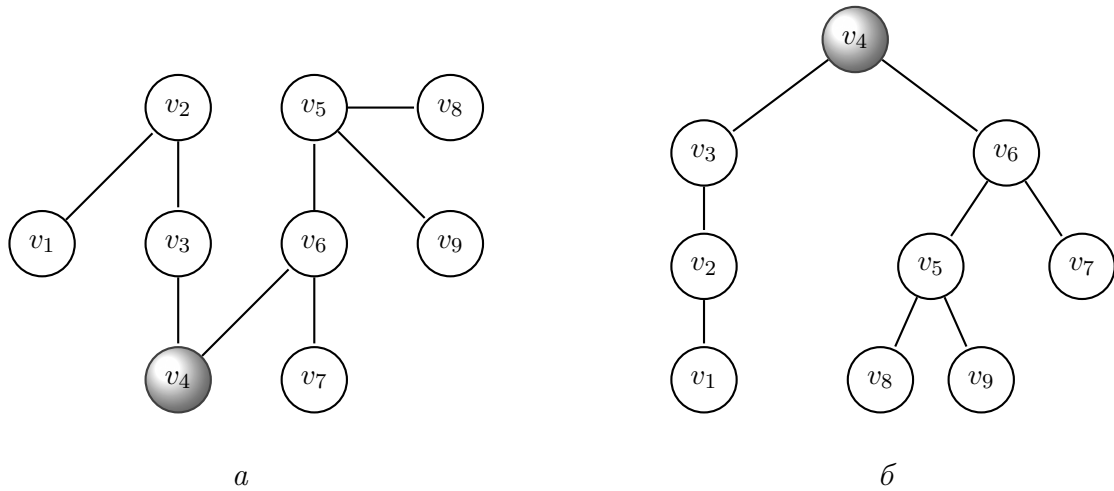 v4
v2 v5 v8
v3 v6
v1 v3 v6 v9
v2 v5 v7
v4 v7 v1 v8 v9
а б